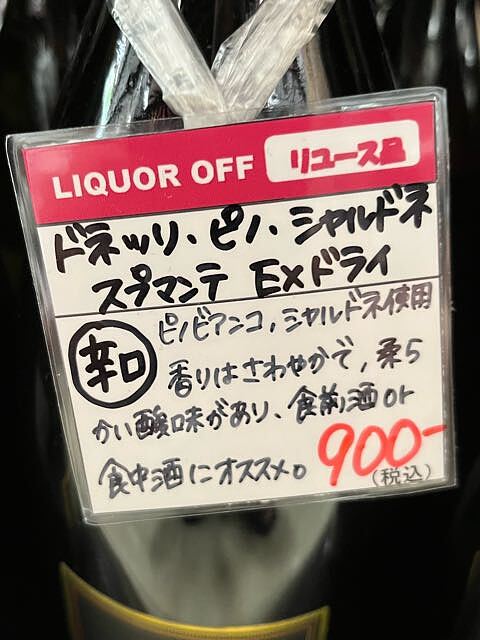 LIQUOR OFF リユース品
ドネッリ・ピノ・シャルドネ
スプマンテ Exドライ
辛口
ピノビアンコ,シャルドネ使用
香りはさわやかで,柔ら
かい酸味があり、食前酒or
食中酒にオススメ。
900-
(税込)